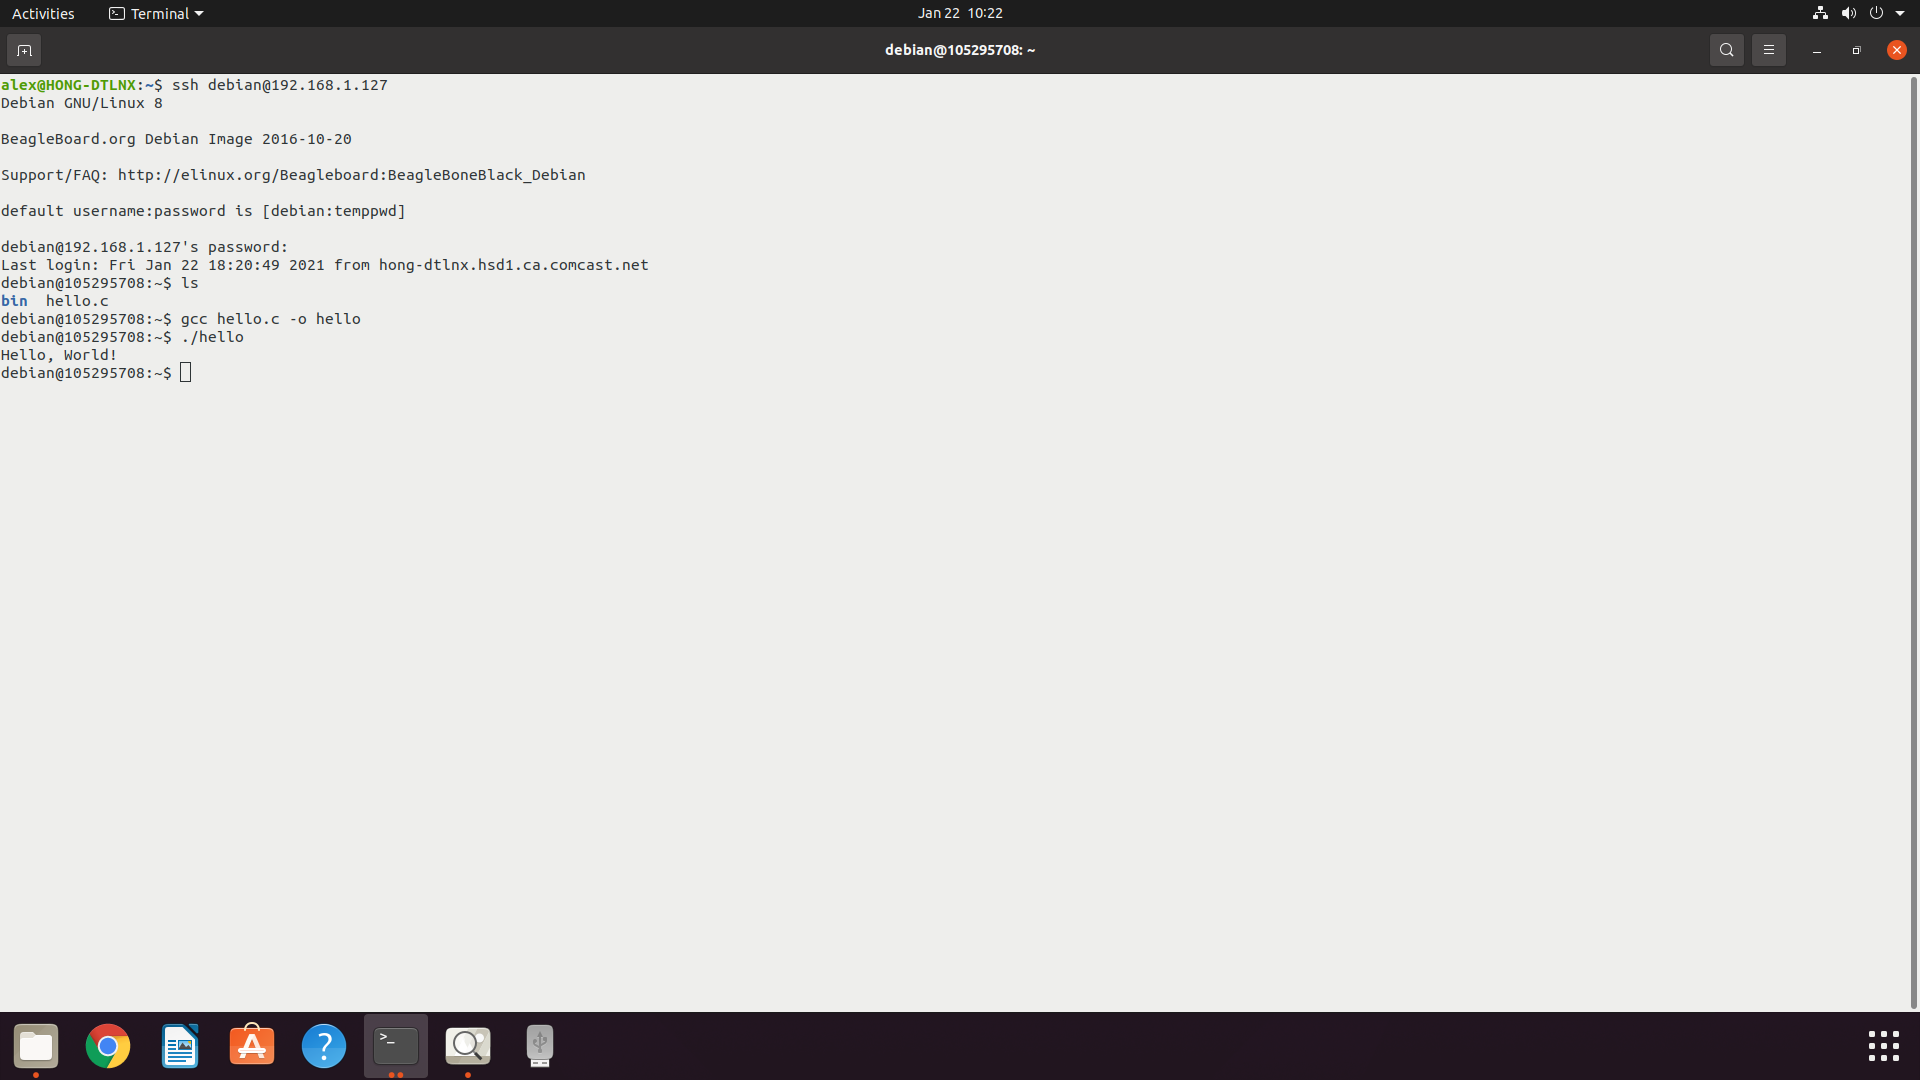 Activities Terminal Jan 22 10:22
debian@105295708: ~
alex@HONG-DTLNX:~$ ssh debian@192.168.1.127
Debian GNU/Linux 8
BeagleBoard.org Debian Image 2016-10-20
Support/FAQ: http://elinux.org/Beagleboard:BeagleBoneBlack_Debian
default username:password is [debian:temppwd]
debian@192.168.1.127's password:
Last login: Fri Jan 22 18:20:49 2021 from hong-dtlnx.hsd1.ca.comcast.net
debian@105295708:~$ ls
bin  hello.c
debian@105295708:~$ gcc hello.c -o hello
debian@105295708:~$ ./hello
Hello, World!
debian@105295708:~$